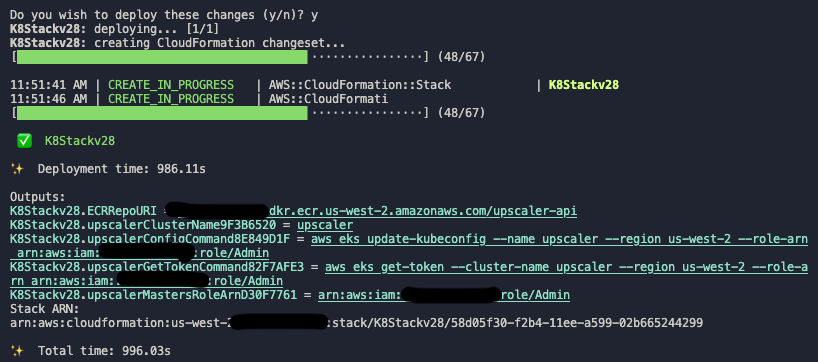 Do you wish to deploy these changes (y/n)? y
K8Stackv28: deploying... [1/1]
K8Stackv28: creating CloudFormation changeset...
[ ················] (48/67)
11:51:41 AM | CREATE_IN_PROGRESS | AWS::CloudFormation::Stack | K8Stackv28
11:51:46 AM | CREATE_IN_PROGRESS | AWS::CloudFormati
[ ················] (48/67)
✅ K8Stackv28
✨ Deployment time: 986.11s
Outputs:
K8Stackv28.ECRRepoURI = dkr.ecr.us-west-2.amazonaws.com/upscaler-api
K8Stackv28.upscalerClusterName9F3B6520 = upscaler
K8Stackv28.upscalerConfigCommand8E849D1F = aws eks update-kubeconfig --name upscaler --region us-west-2 --role-arn
arn:aws:iam: :role/Admin
K8Stackv28.upscalerGetTokenCommand82F7AFE3 = aws eks get-token --cluster-name upscaler --region us-west-2 --role-a
rn arn:aws:iam: :role/Admin
K8Stackv28.upscalerMastersRoleArnD30F7761 = arn:aws:iam: role/Admin
Stack ARN:
arn:aws:cloudformation:us-west-2 :stack/K8Stackv28/58d05f30-f2b4-11ee-a599-02b665244299
✨ Total time: 996.03s